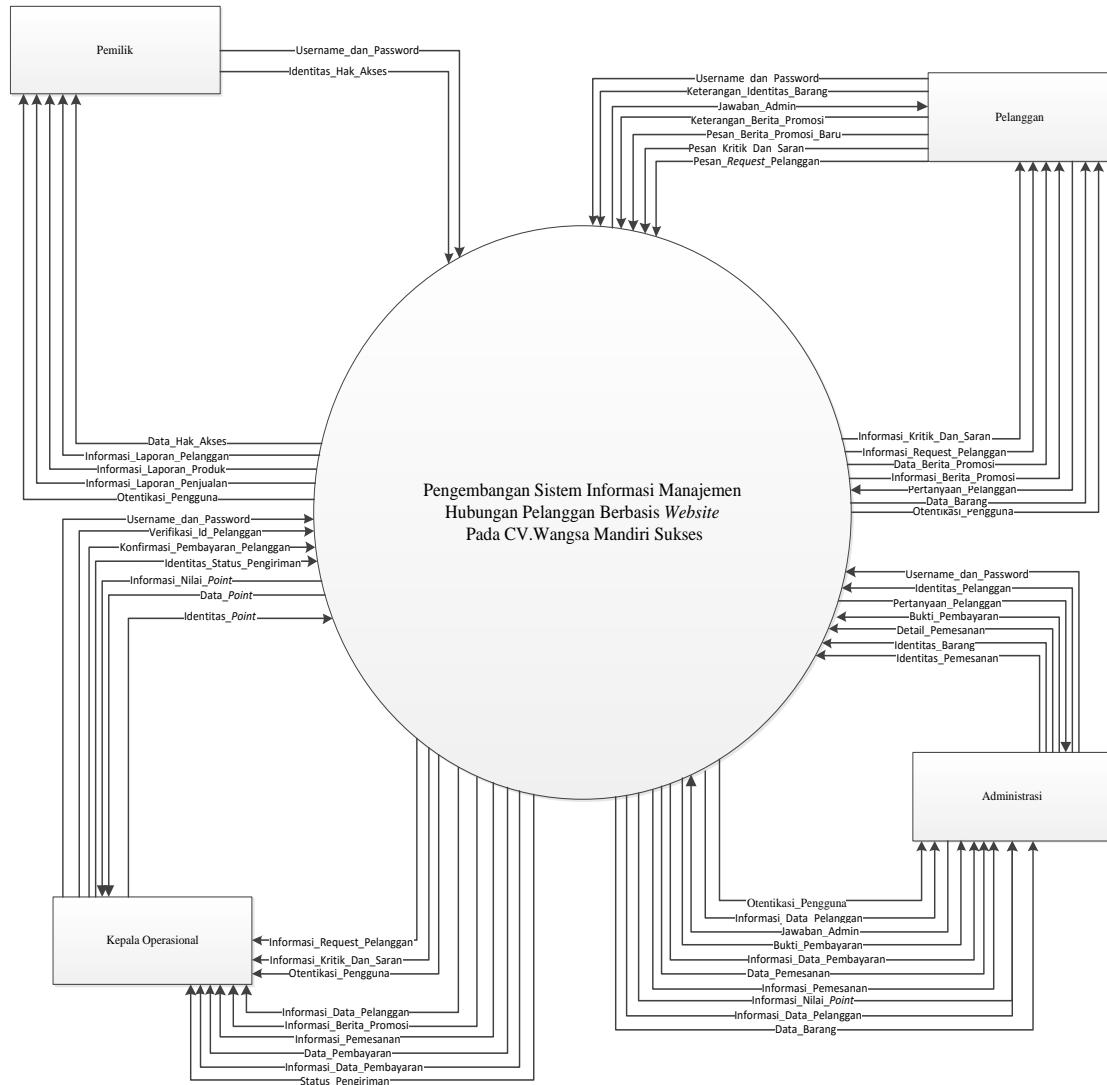 Pemilik
Username_dan_Password
Identitas_Hak_Akses
Username dan Password
Keterangan_Identitas_Barang
Jawaban_Admin
Keterangan_Berita_Promosi
Pesan_Berita_Promosi_Baru
Pesan Kritik Dan Saran
Pesan_Request_Pelanggan
Pelanggan
Data_Hak_Akses
Informasi_Laporan_Pelanggan
Informasi_Laporan_Produk
Informasi_Laporan_Penjualan
Otentikasi_Pengguna
Informasi_Kritik_Dan_Saran
Informasi_Request_Pelanggan
Data_Berita_Promosi
Informasi_Berita_Promosi
Pertanyaan_Pelanggan
Data_Barang
Otentikasi_Pengguna
Pengembangan Sistem Informasi Manajemen
Hubungan Pelanggan Berbasis Website
Pada CV.Wangsa Mandiri Sukses
Username_dan_Password
Verifikasi_Id_Pelanggan
Konfirmasi_Pembayaran_Pelanggan
Identitas_Status_Pengiriman
Informasi_Nilai_Point
Data_Point
Identitas_Point
Username_dan_Password
Identitas_Pelanggan
Pertanyaan_Pelanggan
Bukti_Pembayaran
Detail_Pemesanan
Identitas_Barang
Identitas_Pemesanan
Administrasi
Kepala Operasional
Informasi_Request_Pelanggan
Informasi_Kritik_Dan_Saran
Otentikasi_Pengguna
Informasi_Data_Pelanggan
Informasi_Berita_Promosi
Informasi_Pemesanan
Data_Pembayaran
Informasi_Data_Pembayaran
Status_Pengiriman
Otentikasi_Pengguna
Informasi_Data_Pelanggan
Jawaban_Admin
Bukti_Pembayaran
Informasi_Data_Pembayaran
Data_Pemesanan
Informasi_Pemesanan
Informasi_Nilai_Point
Informasi_Data_Pelanggan
Data_Barang